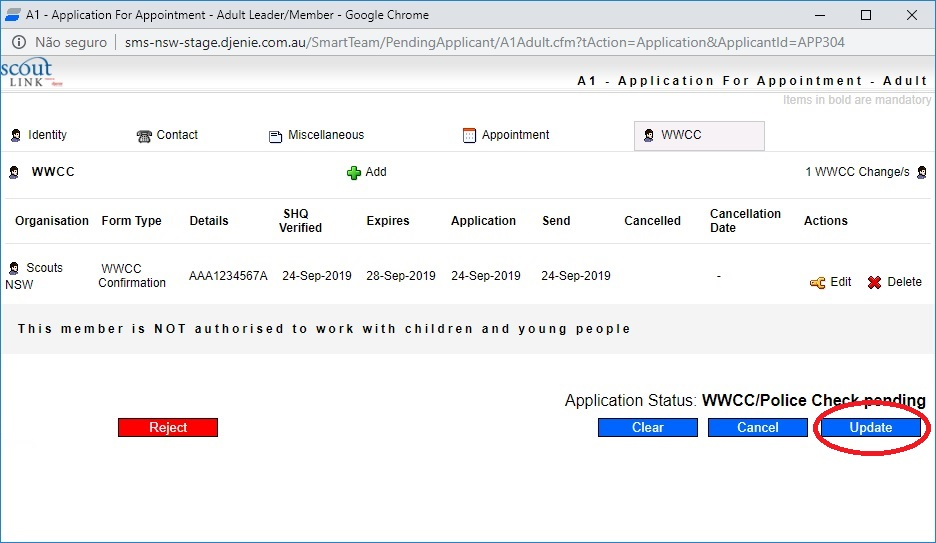 A1 - Application For Appointment - Adult Leader/Member - Google Chrome
Não seguro | sms-nsw-stage.djenie.com.au/SmartTeam/PendingApplicant/A1Adult.cfm?tAction=Application&ApplicantId=APP304
scout
LINK
A1 - Application For Appointment - Adult
Items in bold are mandatory
Identity Contact Miscellaneous Appointment WWCC
WWCC Add 1 WWCC Change/s
Organisation Form Type Details SHQ Verified Expires Application Send Cancelled Cancellation Date Actions
Scouts NSW WWCC Confirmation AAA1234567A 24-Sep-2019 28-Sep-2019 24-Sep-2019 24-Sep-2019 - Edit Delete
This member is NOT authorised to work with children and young people
Application Status: WWCC/Police Check pending
Reject Clear Cancel Update